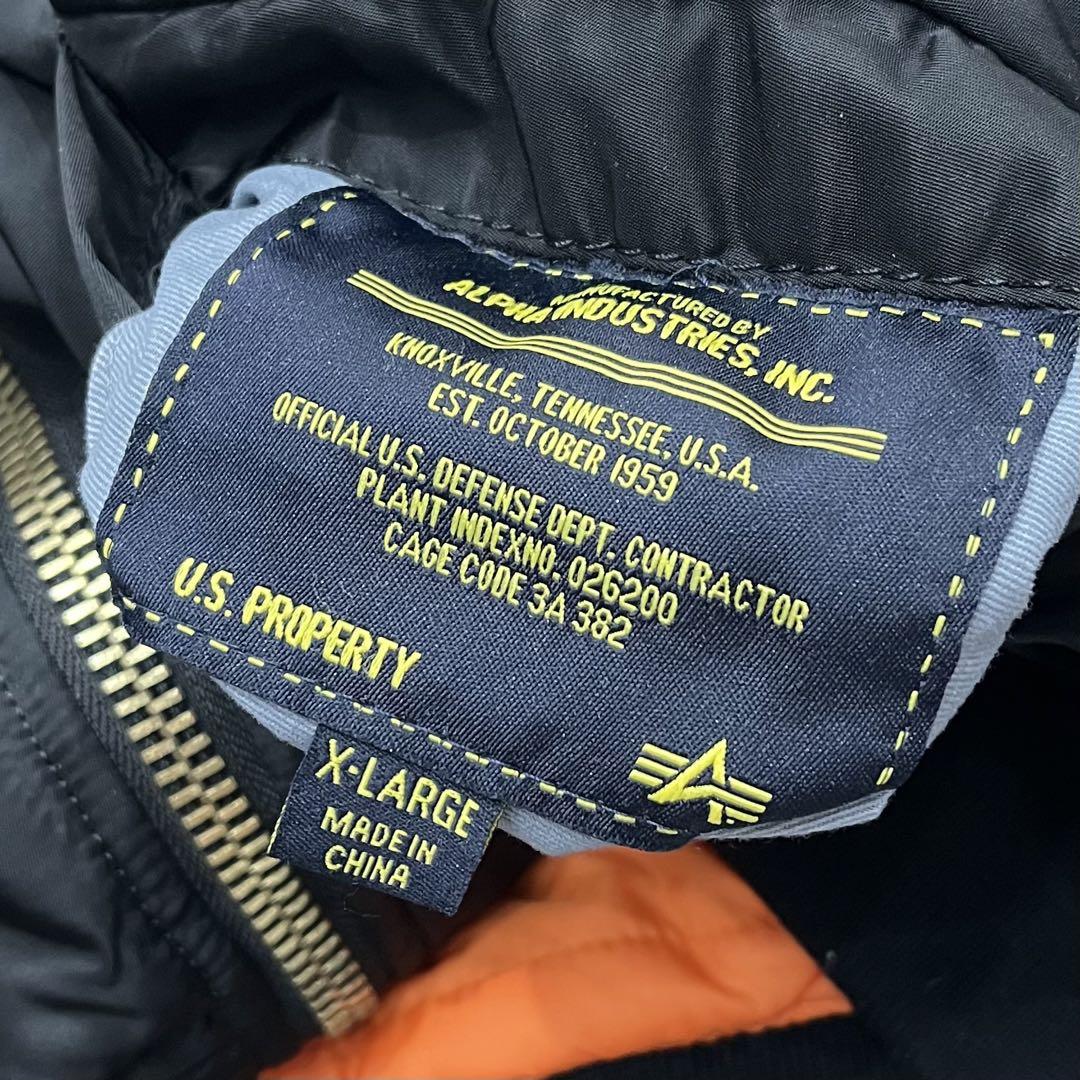 MANUFACTURED BY
ALPHA INDUSTRIES, INC.
KNOXVILLE, TENNESSEE, U.S.A.
EST. OCTOBER 1959
OFFICIAL U.S. DEFENSE DEPT. CONTRACTOR
PLANT INDEXNO. 026200
CAGE CODE 3A 382
U.S. PROPERTY
X-LARGE
MADE IN
CHINA